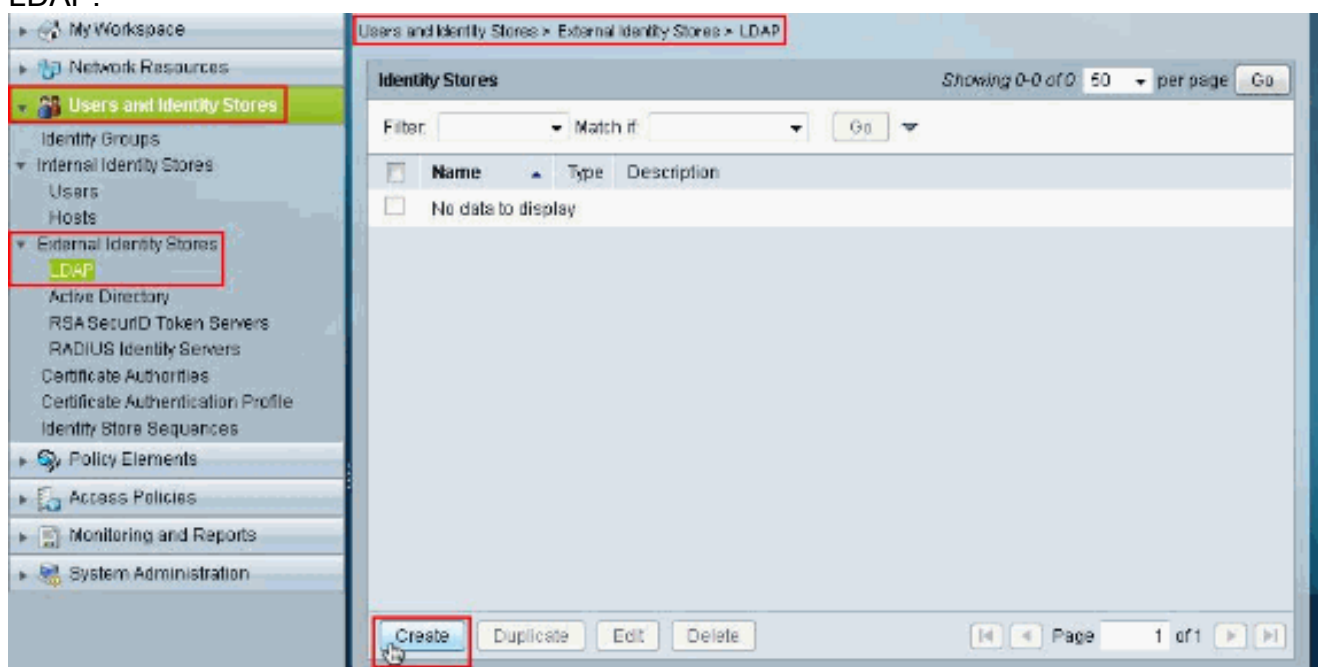 LDAP.
My Workspace
Network Resources
Users and Identity Stores
Identity Groups
Internal Identity Stores
Users
Hosts
External Identity Stores
LDAP
Active Directory
RSA SecurID Token Servers
RADIUS Identity Servers
Certificate Authorities
Certificate Authentication Profile
Identity Store Sequences
Policy Elements
Access Policies
Monitoring and Reports
System Administration
Users and Identity Stores > External Identity Stores > LDAP
Identity Stores Showing 0-0 of 0 50 per page Go
Filter: Match if: Go
Name Type Description
No data to display
Create Duplicate Edit Delete Page 1 of 1